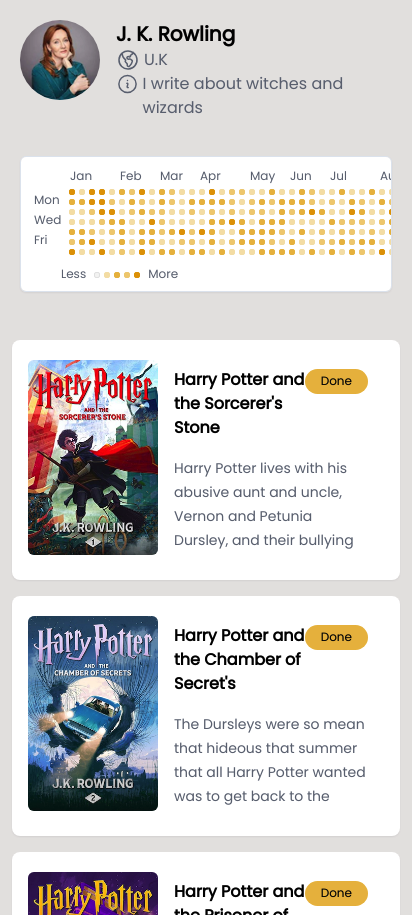 J. K. Rowling
U.K
I write about witches and
wizards
Jan Feb Mar Apr May Jun Jul Au
Mon
Wed
Fri
Less More
Harry Potter
AND THE
SORCERER'S STONE
J.K. ROWLING
1
Harry Potter and
the Sorcerer's
Stone
Done
Harry Potter lives with his
abusive aunt and uncle,
Vernon and Petunia
Dursley, and their bullying
Harry Potter
AND THE
CHAMBER OF SECRETS
J.K. ROWLING
2
Harry Potter and
the Chamber of
Secret's
Done
The Dursleys were so mean
that hideous that summer
that all Harry Potter wanted
was to get back to the
Harry Potter
Harry Potter and
the Prisoner of
Done